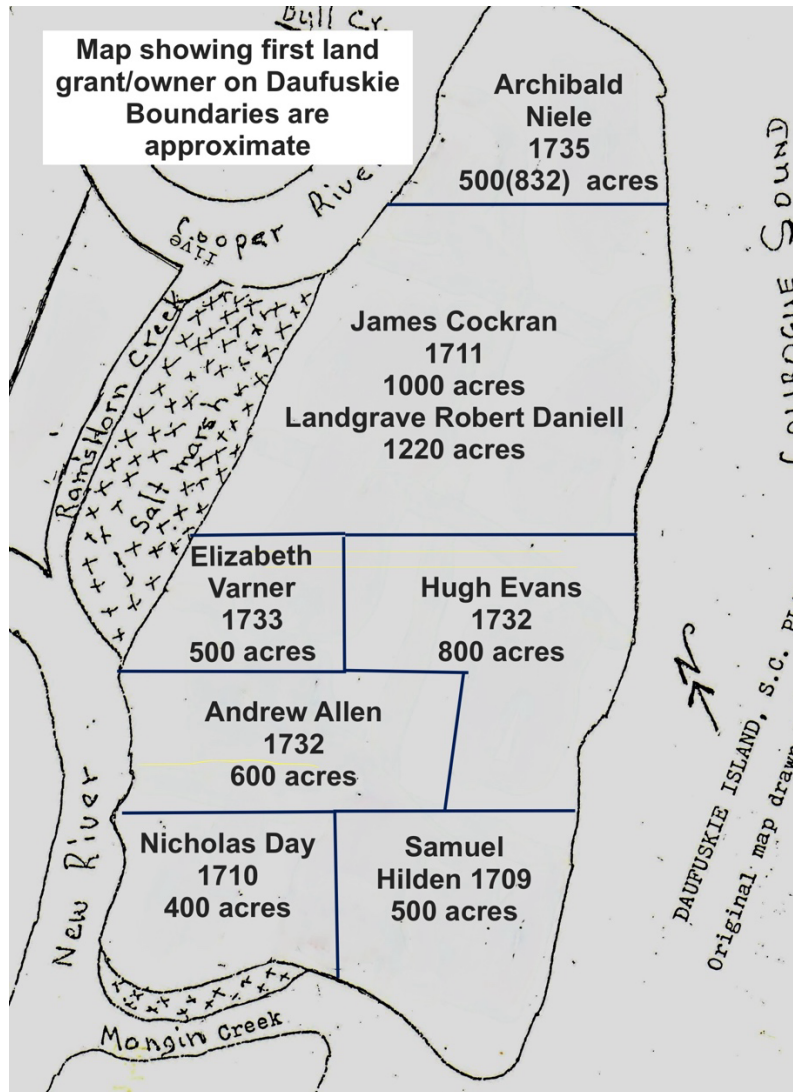 Bull Cr.
Map showing first land
grant/owner on Daufuskie
Boundaries are
approximate
Archibald
Niele
1735
500(832) acres
Cooper River
five
SOUND
James Cockran
1711
1000 acres
Landgrave Robert Daniell
1220 acres
Ramshorn Creek
Salt marsh
Elizabeth
Varner
1733
500 acres
Hugh Evans
1732
800 acres
Andrew Allen
1732
600 acres
N
DAUFUSKIE ISLAND, S.C.
Original map drawn
New River
Nicholas Day
1710
400 acres
Samuel
Hilden 1709
500 acres
Mongin Creek